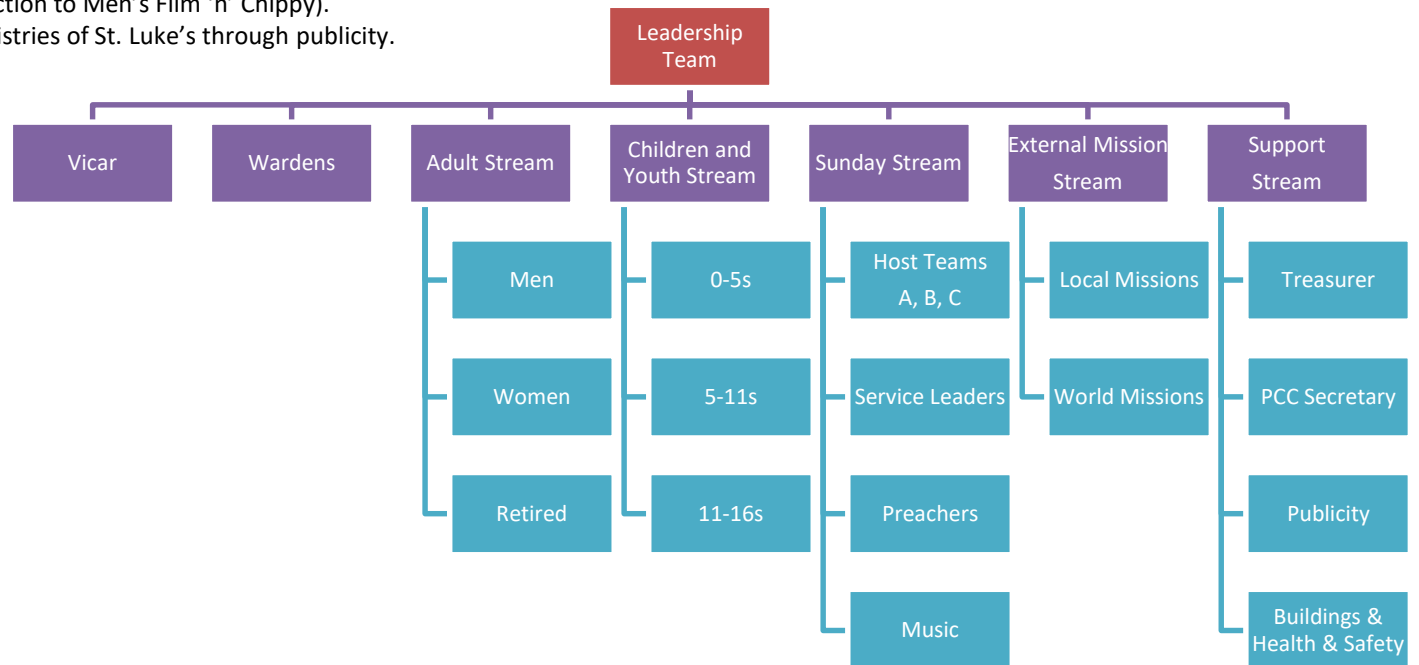 ction to Men's Film 'n' Chippy).
istries of St. Luke's through publicity.
Leadership
Team
Vicar
Wardens
Adult Stream
Children and
Youth Stream
Sunday Stream
External Mission
Stream
Support
Stream
Men
Women
Retired
0-5s
5-11s
11-16s
Host Teams
A, B, C
Service Leaders
Preachers
Music
Local Missions
World Missions
Treasurer
PCC Secretary
Publicity
Buildings &
Health & Safety